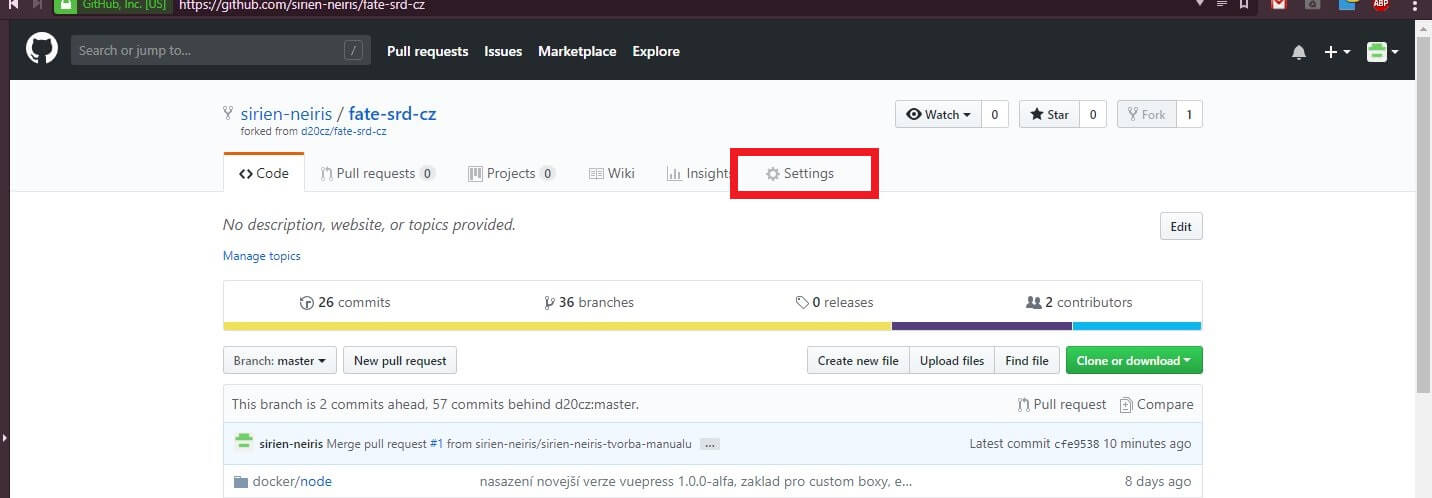 GitHub, Inc. [US] https://github.com/sirien-neiris/fate-srd-cz
Search or jump to... / Pull requests Issues Marketplace Explore
sirien-neiris / fate-srd-cz Watch 0 Star 0 Fork 1
forked from d20cz/fate-srd-cz
Code Pull requests 0 Projects 0 Wiki Insights Settings
No description, website, or topics provided. Edit
Manage topics
26 commits 36 branches 0 releases 2 contributors
Branch: master New pull request Create new file Upload files Find file Clone or download
This branch is 2 commits ahead, 57 commits behind d20cz:master. Pull request Compare
sirien-neiris Merge pull request #1 from sirien-neiris/sirien-neiris-tvorba-manualu ... Latest commit cfe9538 10 minutes ago
docker/node nasazení novejší verze vuepress 1.0.0-alfa, zaklad pro custom boxy, e... 8 days ago
ABP